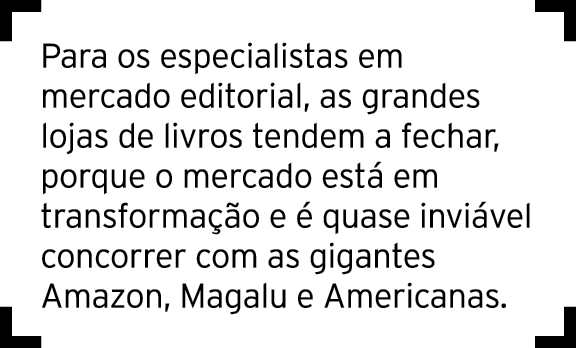 Para os especialistas em
mercado editorial, as grandes
lojas de livros tendem a fechar,
porque o mercado está em
transformação e é quase inviável
concorrer com as gigantes
Amazon, Magalu e Americanas.